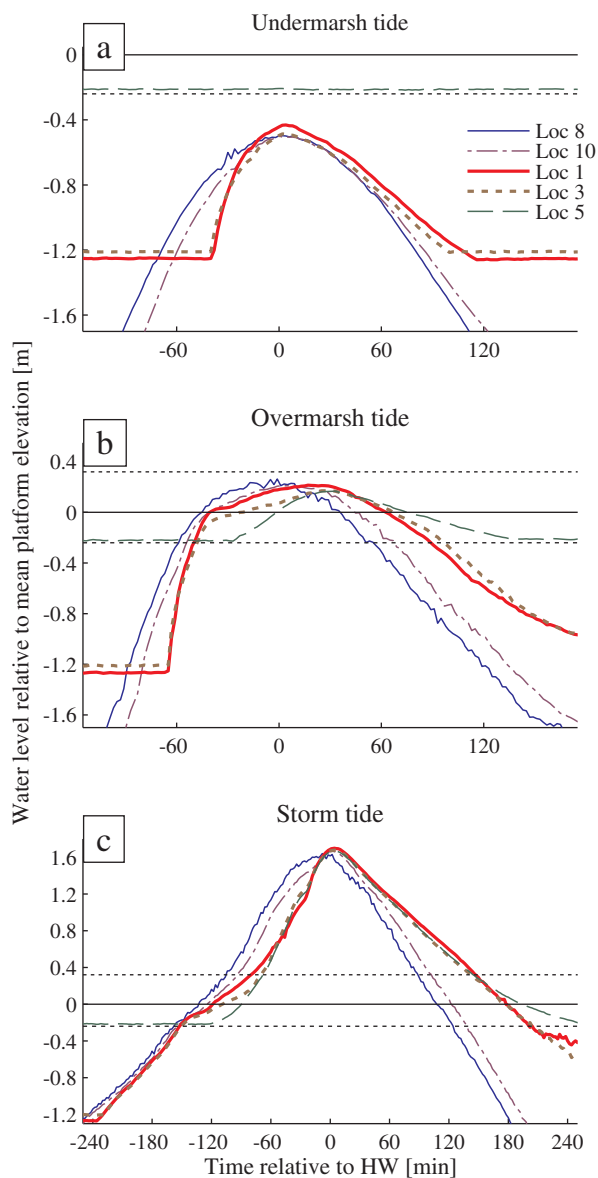 Undermarsh tide
a
0
-0.4
-0.8
-1.2
-1.6
Loc 8
Loc 10
Loc 1
Loc 3
Loc 5
-60 0 60 120
Water level relative to mean platform elevation [m]
Overmarsh tide
b
0.4
0
-0.4
-0.8
-1.2
-1.6
-60 0 60 120
Storm tide
c
1.6
1.2
0.8
0.4
0
-0.4
-0.8
-1.2
-240 -180 -120 -60 0 60 120 180 240
Time relative to HW [min]